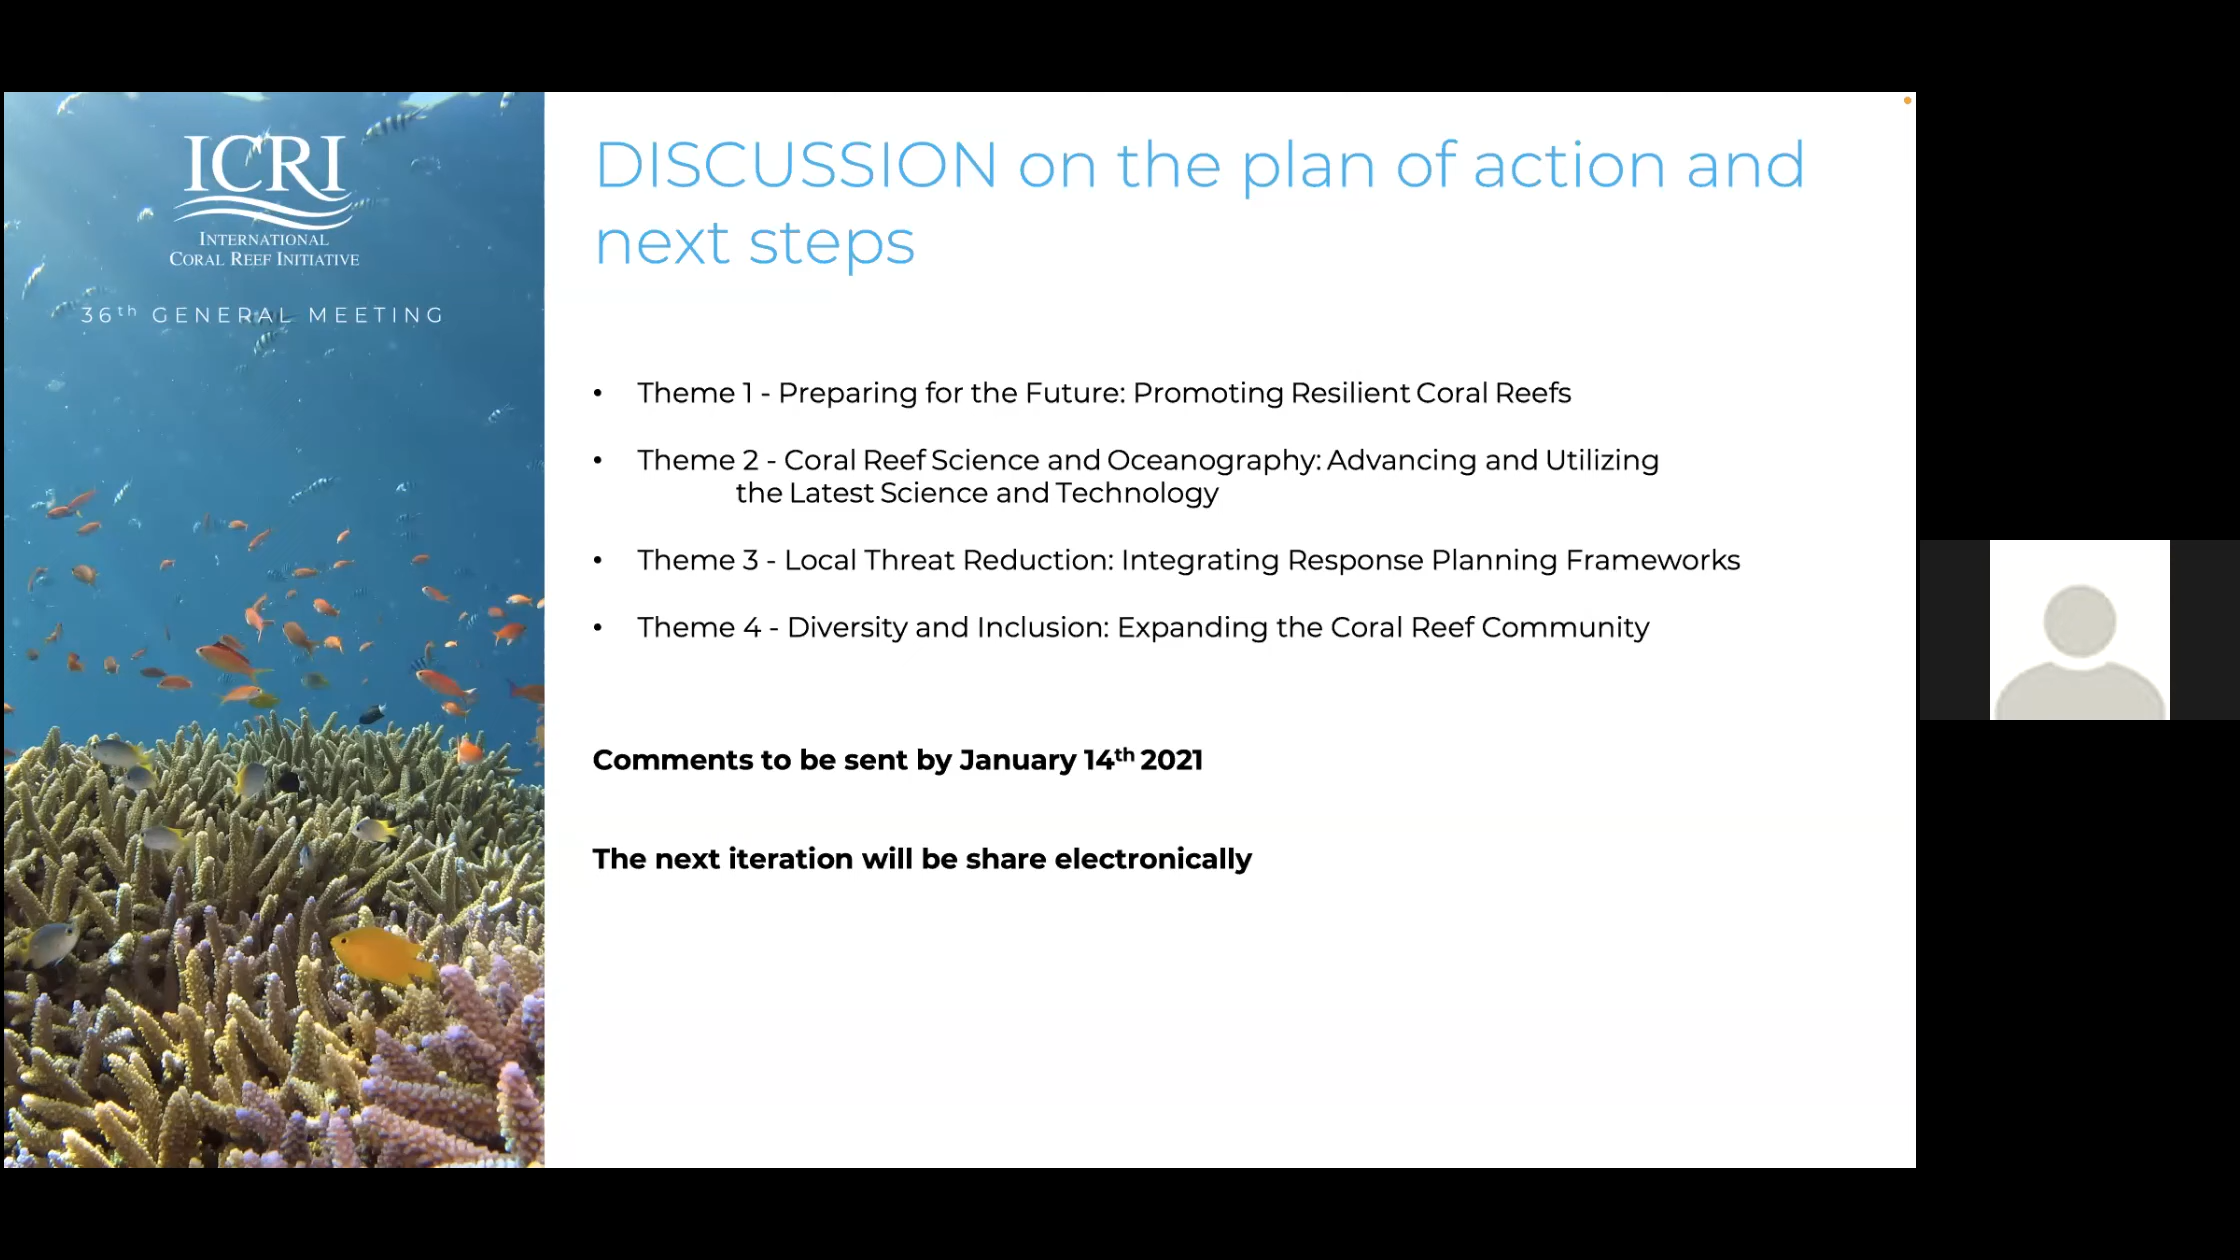 ICRI
INTERNATIONAL
CORAL REEF INITIATIVE
36th GENERAL MEETING
DISCUSSION on the plan of action and
next steps
• Theme 1 - Preparing for the Future: Promoting Resilient Coral Reefs
• Theme 2 - Coral Reef Science and Oceanography: Advancing and Utilizing
the Latest Science and Technology
• Theme 3 - Local Threat Reduction: Integrating Response Planning Frameworks
• Theme 4 - Diversity and Inclusion: Expanding the Coral Reef Community
Comments to be sent by January 14th 2021
The next iteration will be share electronically